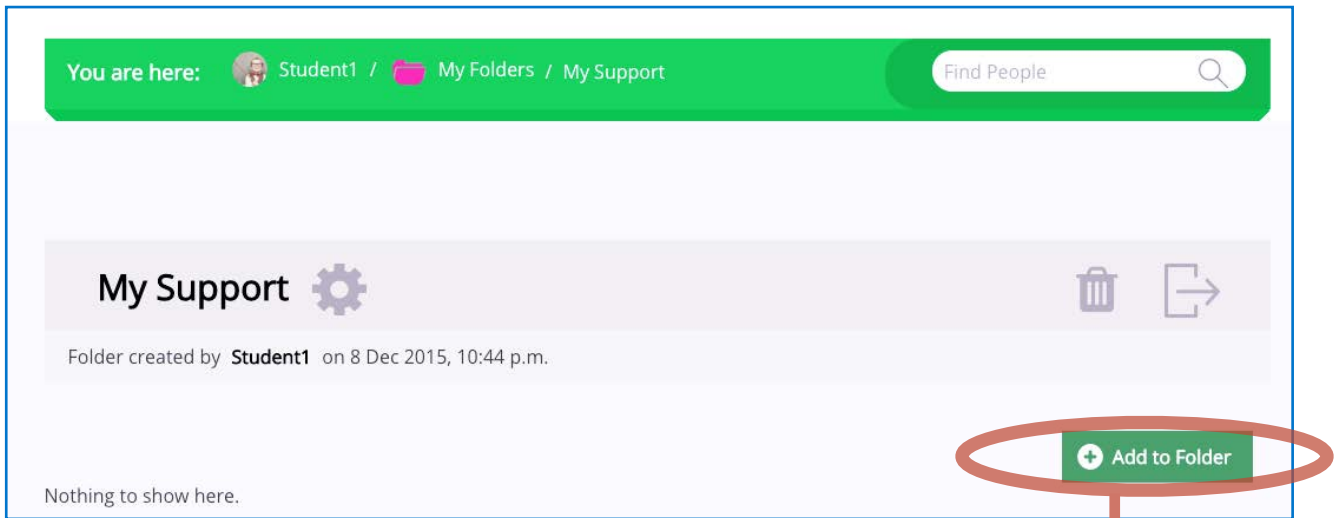 You are here: Student1 / My Folders / My Support Find People
My Support
Folder created by Student1 on 8 Dec 2015, 10:44 p.m.
Add to Folder
Nothing to show here.